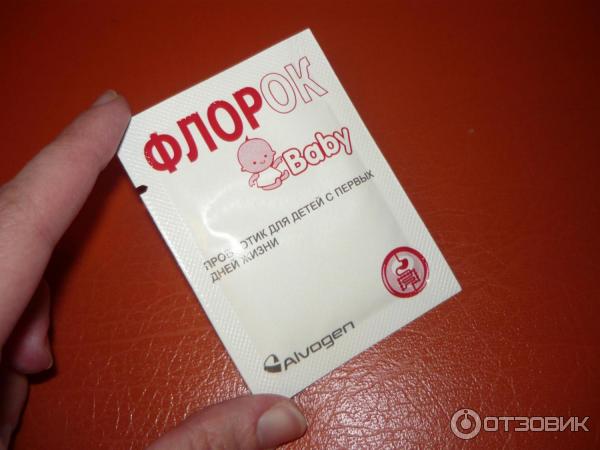 ФЛОРОК
Baby
ПРОБИОТИК ДЛЯ ДЕТЕЙ С ПЕРВЫХ
ДНЕЙ ЖИЗНИ
Alvogen
ОТЗОВИК